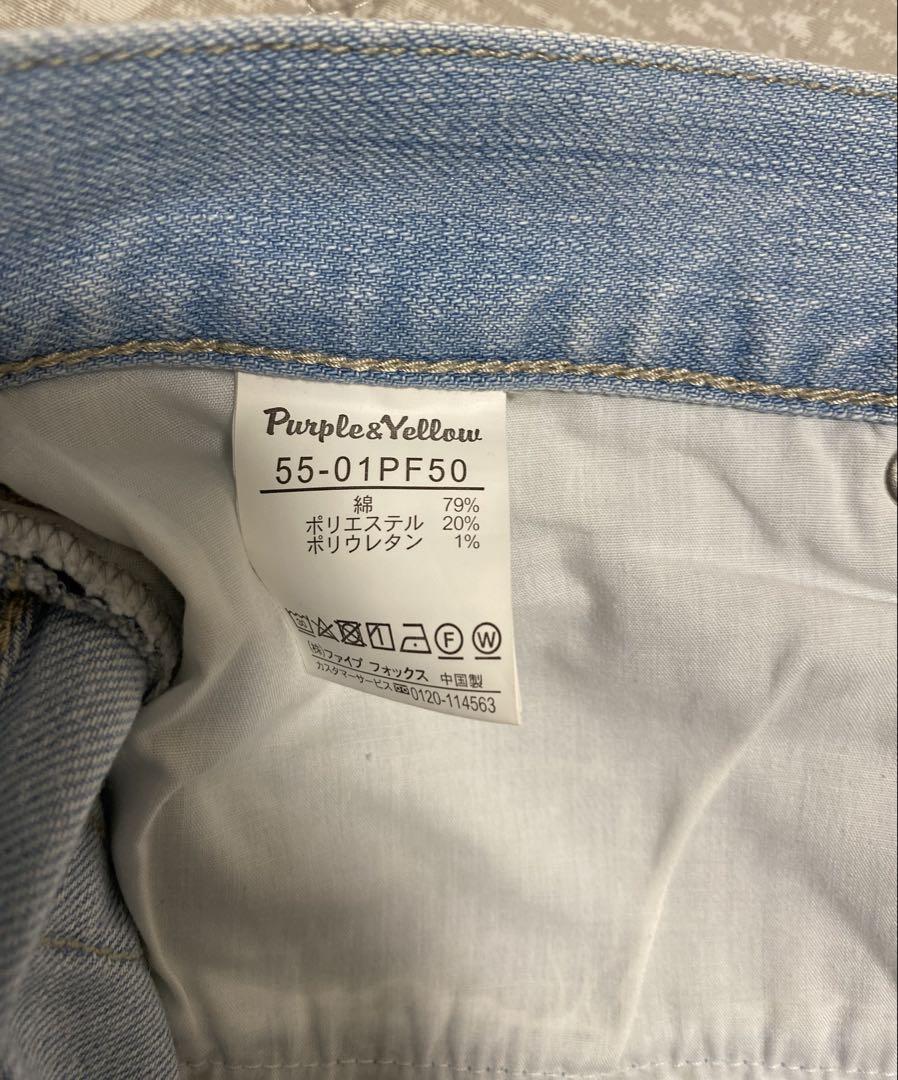 Purple&Yellow
55-01PF50
綿 79%
ポリエステル 20%
ポリウレタン 1%
30 F W
(株)ファイブ フォックス 中国製
カスタマーサービス 0120-114563